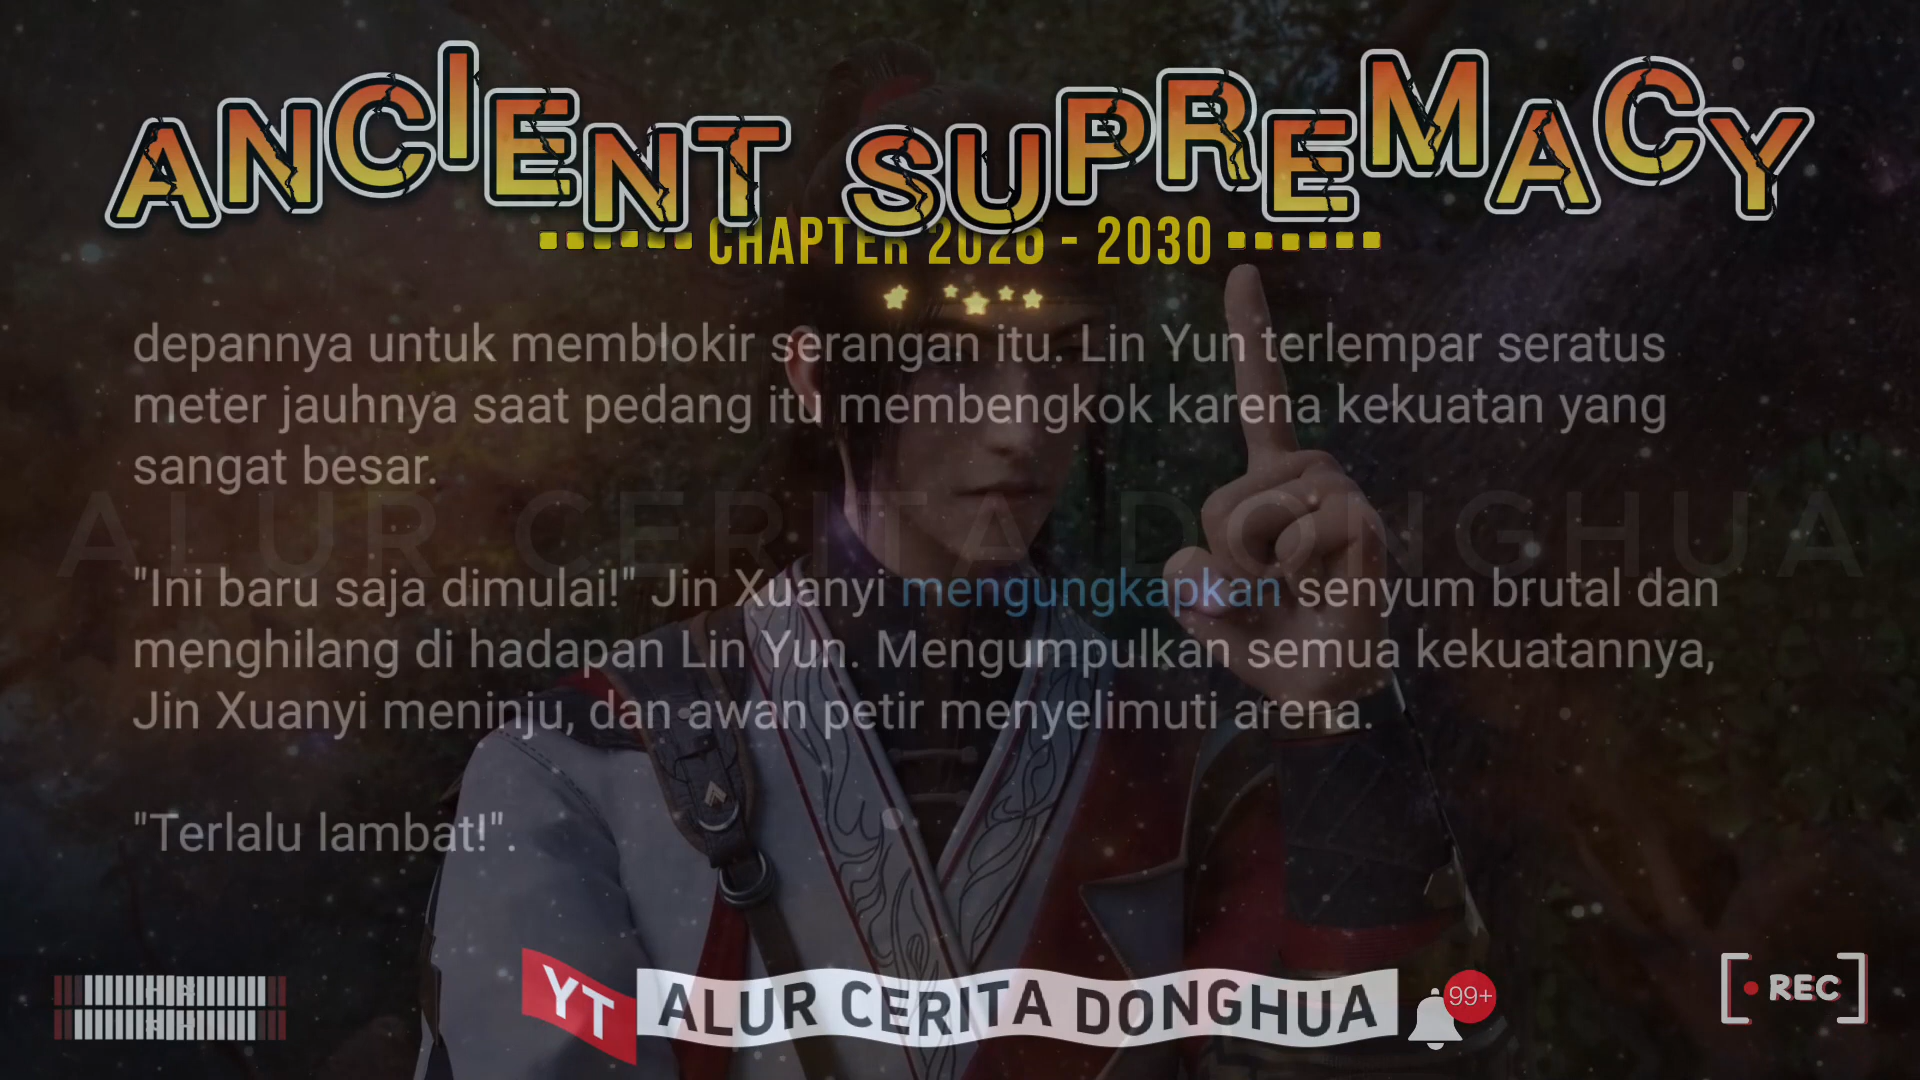 ANCIENT SUPREMACY
CHAPTER 2026 - 2030
depannya untuk memblokir serangan itu. Lin Yun terlempar seratus
meter jauhnya saat pedang itu membengkok karena kekuatan yang
sangat besar.
ALUR CERITA DONGHUA
"Ini baru saja dimulai!" Jin Xuanyi mengungkapkan senyum brutal dan
menghilang di hadapan Lin Yun. Mengumpulkan semua kekuatannya,
Jin Xuanyi meninju, dan awan petir menyelimuti arena.
"Terlalu lambat!".
YT ALUR CERITA DONGHUA 99+
REC